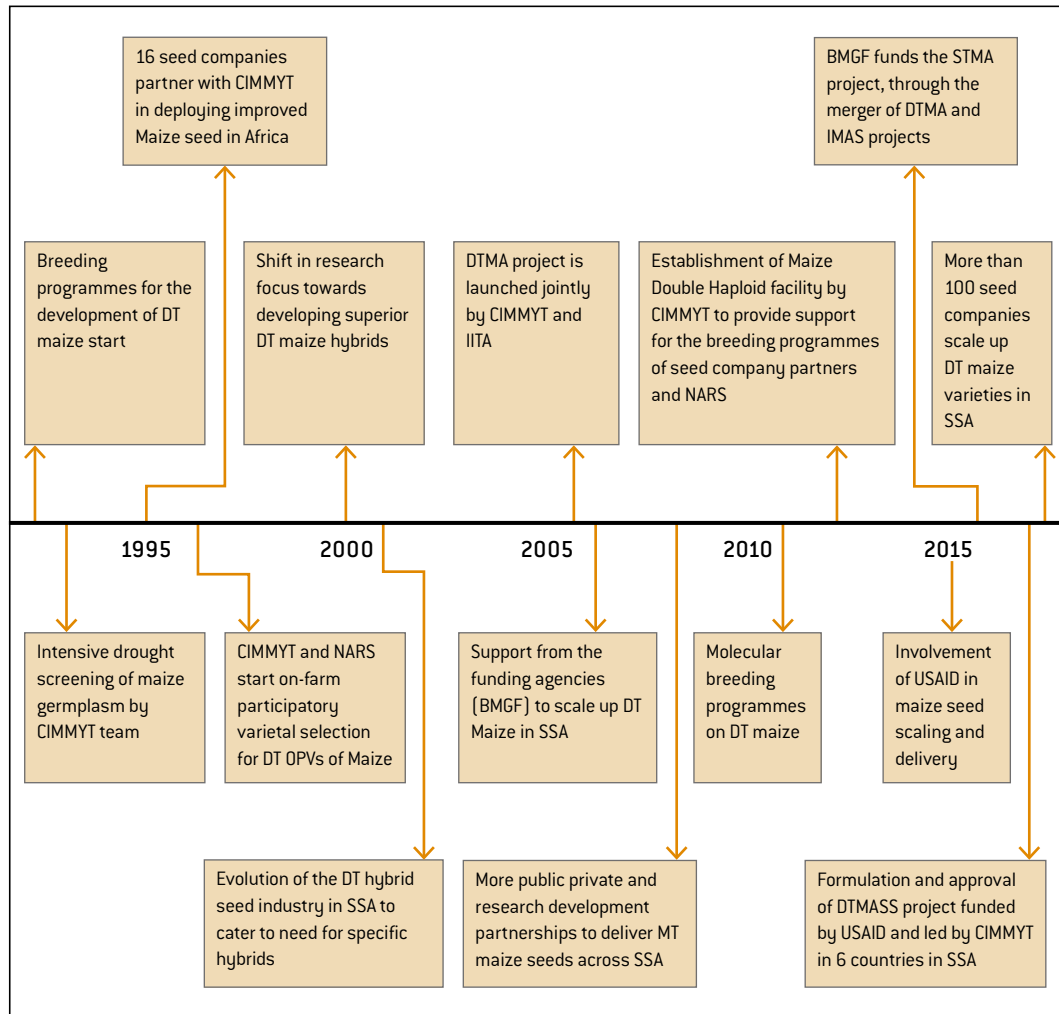 16 seed companies
partner with CIMMYT
in deploying improved
Maize seed in Africa
BMGF funds the STMA
project, through the
merger of DTMA and
IMAS projects
Breeding
programmes for the
development of DT
maize start
Shift in research
focus towards
developing superior
DT maize hybrids
DTMA project is
launched jointly
by CIMMYT and
IITA
Establishment of Maize
Double Haploid facility by
CIMMYT to provide support
for the breeding programmes
of seed company partners
and NARS
More than
100 seed
companies
scale up
DT maize
varieties in
SSA
1995 2000 2005 2010 2015
Intensive drought
screening of maize
germplasm by
CIMMYT team
CIMMYT and NARS
start on-farm
participatory
varietal selection
for DT OPVs of Maize
Support from the
funding agencies
(BMGF) to scale up DT
Maize in SSA
Molecular
breeding
programmes
on DT maize
Involvement
of USAID in
maize seed
scaling and
delivery
Evolution of the DT hybrid
seed industry in SSA to
cater to need for specific
hybrids
More public private and
research development
partnerships to deliver MT
maize seeds across SSA
Formulation and approval
of DTMASS project funded
by USAID and led by CIMMYT
in 6 countries in SSA